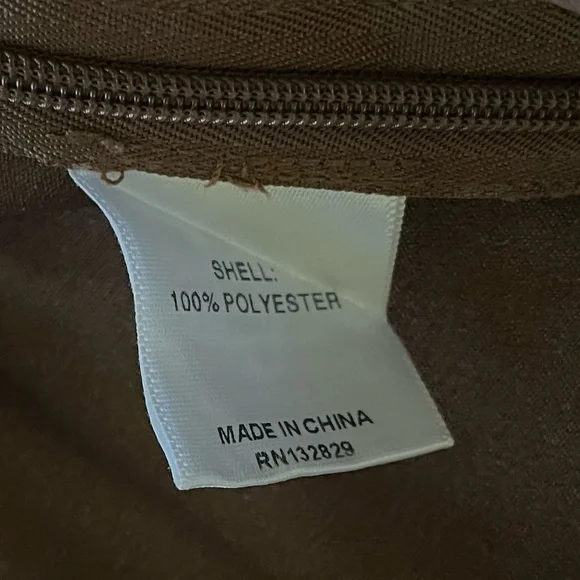 SHELL:
100% POLYESTER
MADE IN CHINA
RN132829